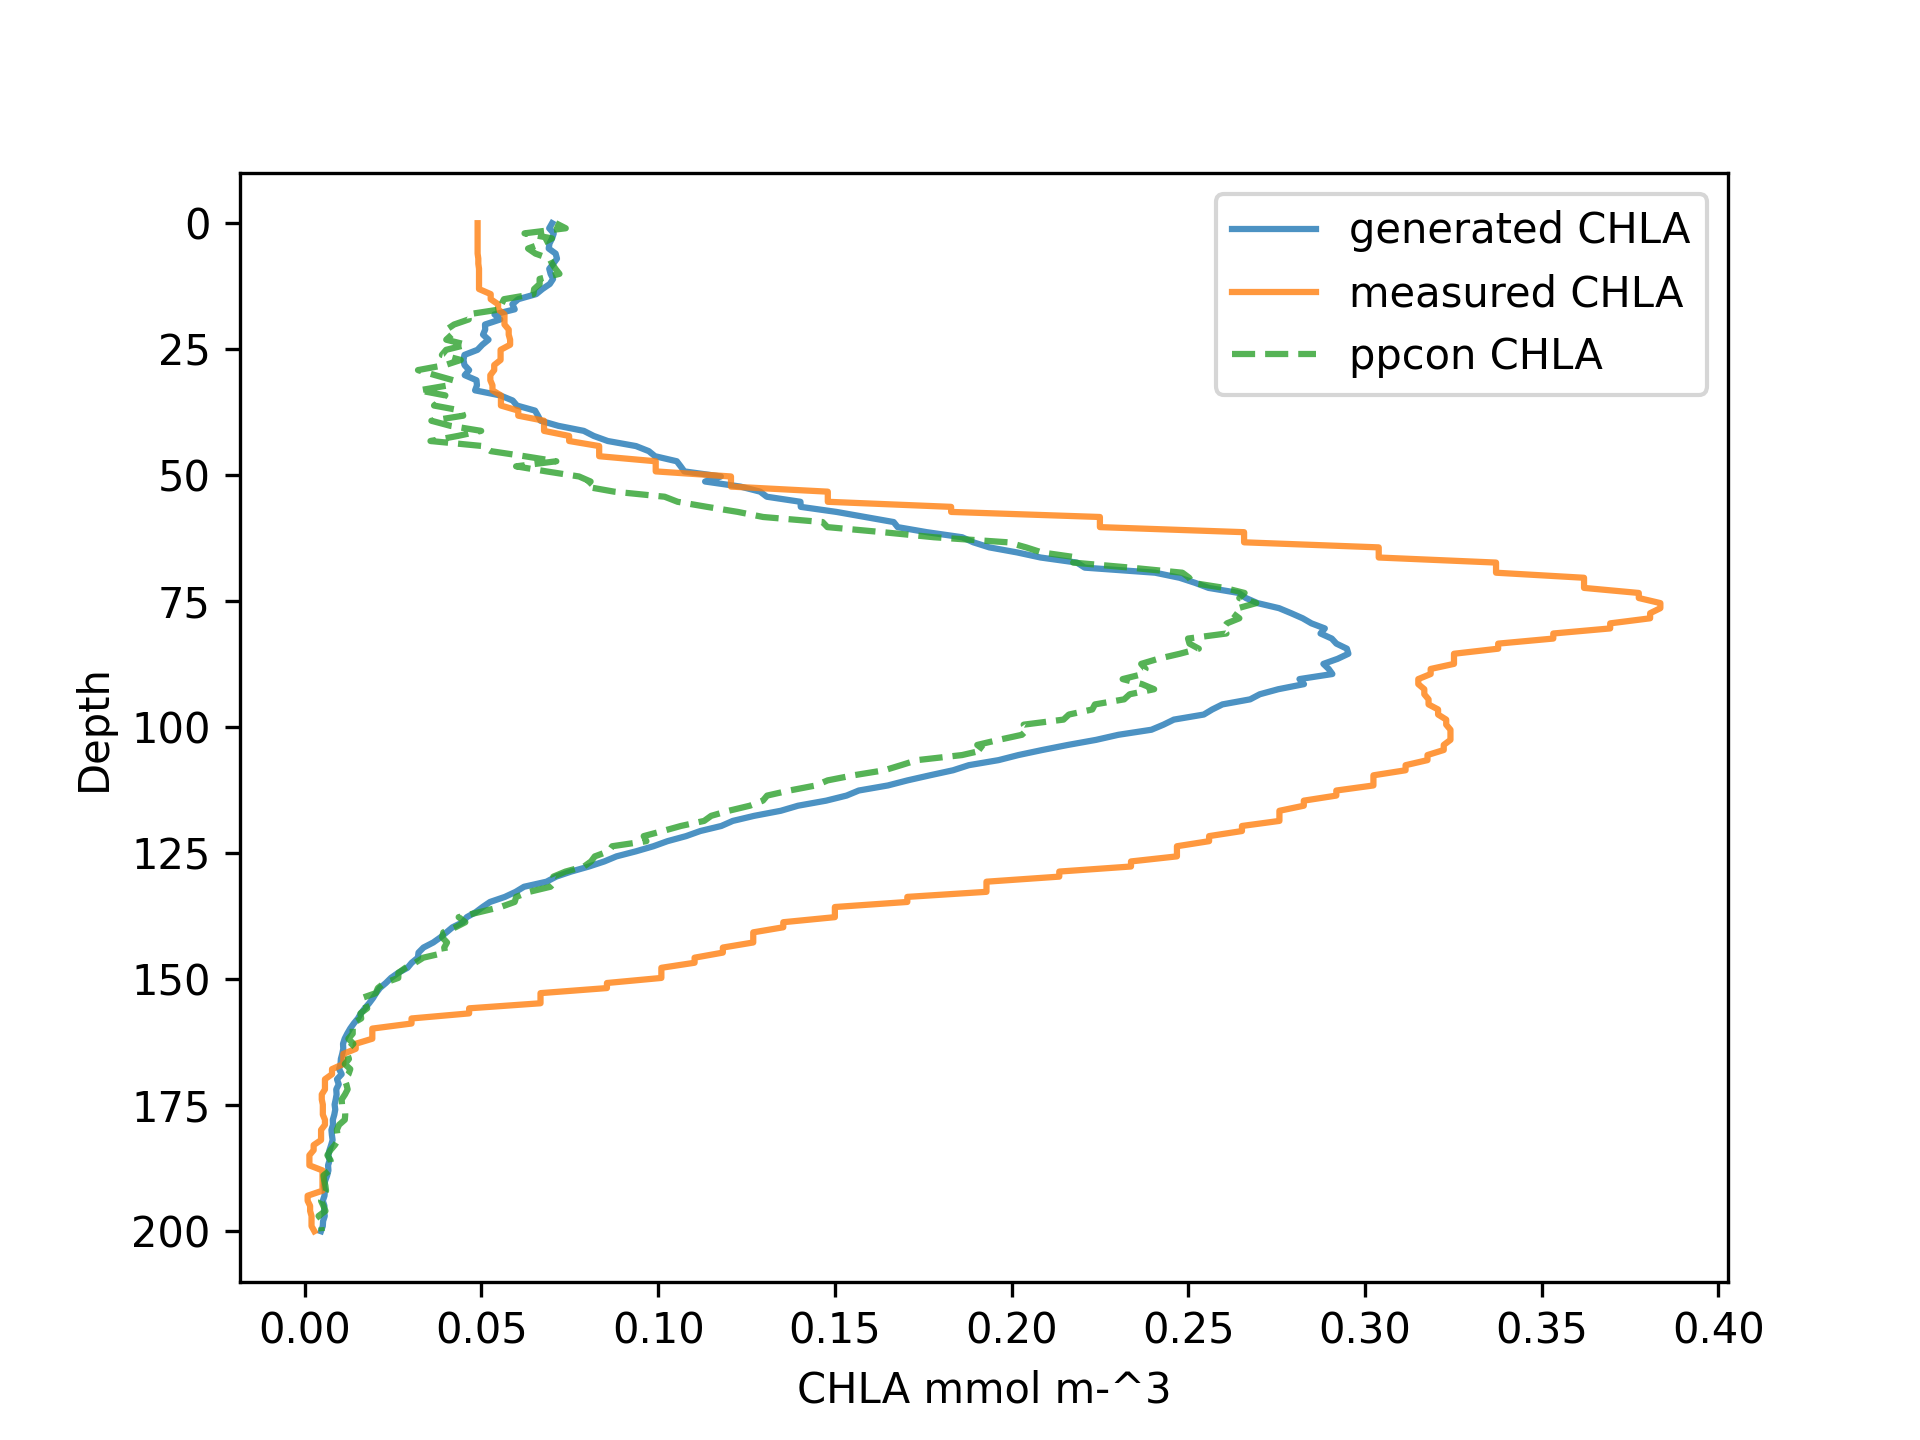 generated CHLA
measured CHLA
ppcon CHLA
0
25
50
75
100
125
150
175
200
Depth
0.00 0.05 0.10 0.15 0.20 0.25 0.30 0.35 0.40
CHLA mmol m-^3